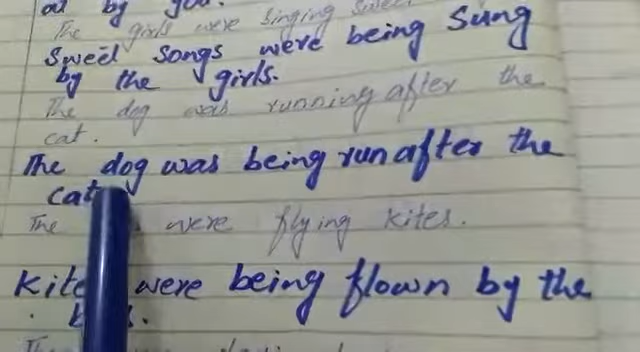 at by you.
The girls were singing sweet
Sweet songs were being sung
by the girls.
The dog was running after the
cat.
The dog was being run after the
cat
The were flying kites.
Kites were being flown by the